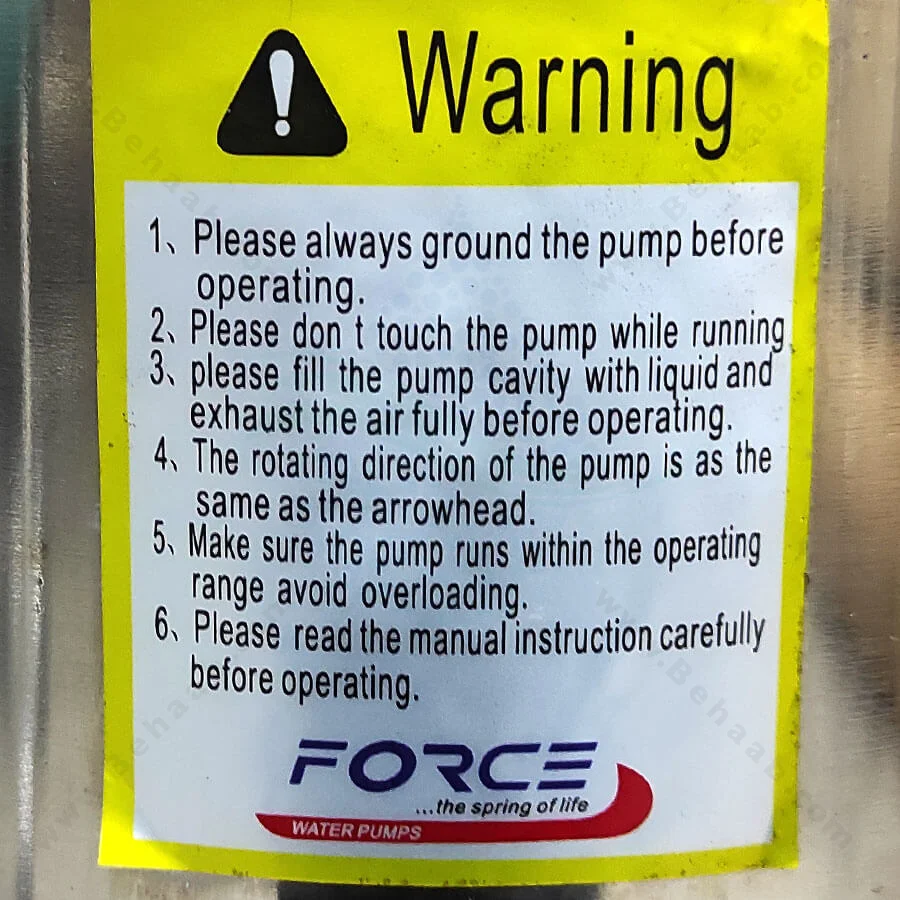 Warning
1、Please always ground the pump before
operating.
2、Please don t touch the pump while running
3、please fill the pump cavity with liquid and
exhaust the air fully before operating.
4、The rotating direction of the pump is as the
same as the arrowhead.
5、Make sure the pump runs within the operating
range avoid overloading.
6、Please read the manual instruction carefully
before operating.
FORCE
...the spring of life
WATER PUMPS
www.Behaab.com